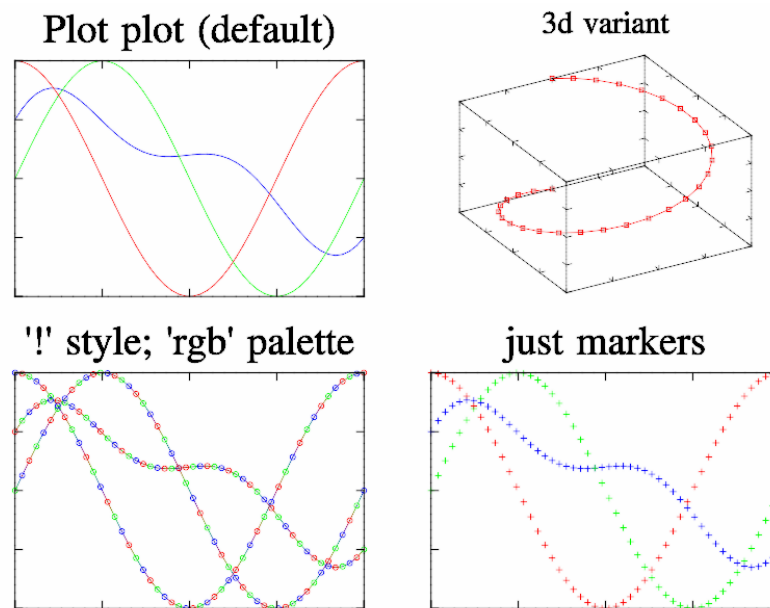 Plot plot (default)
3d variant
'!' style; 'rgb' palette
just markers